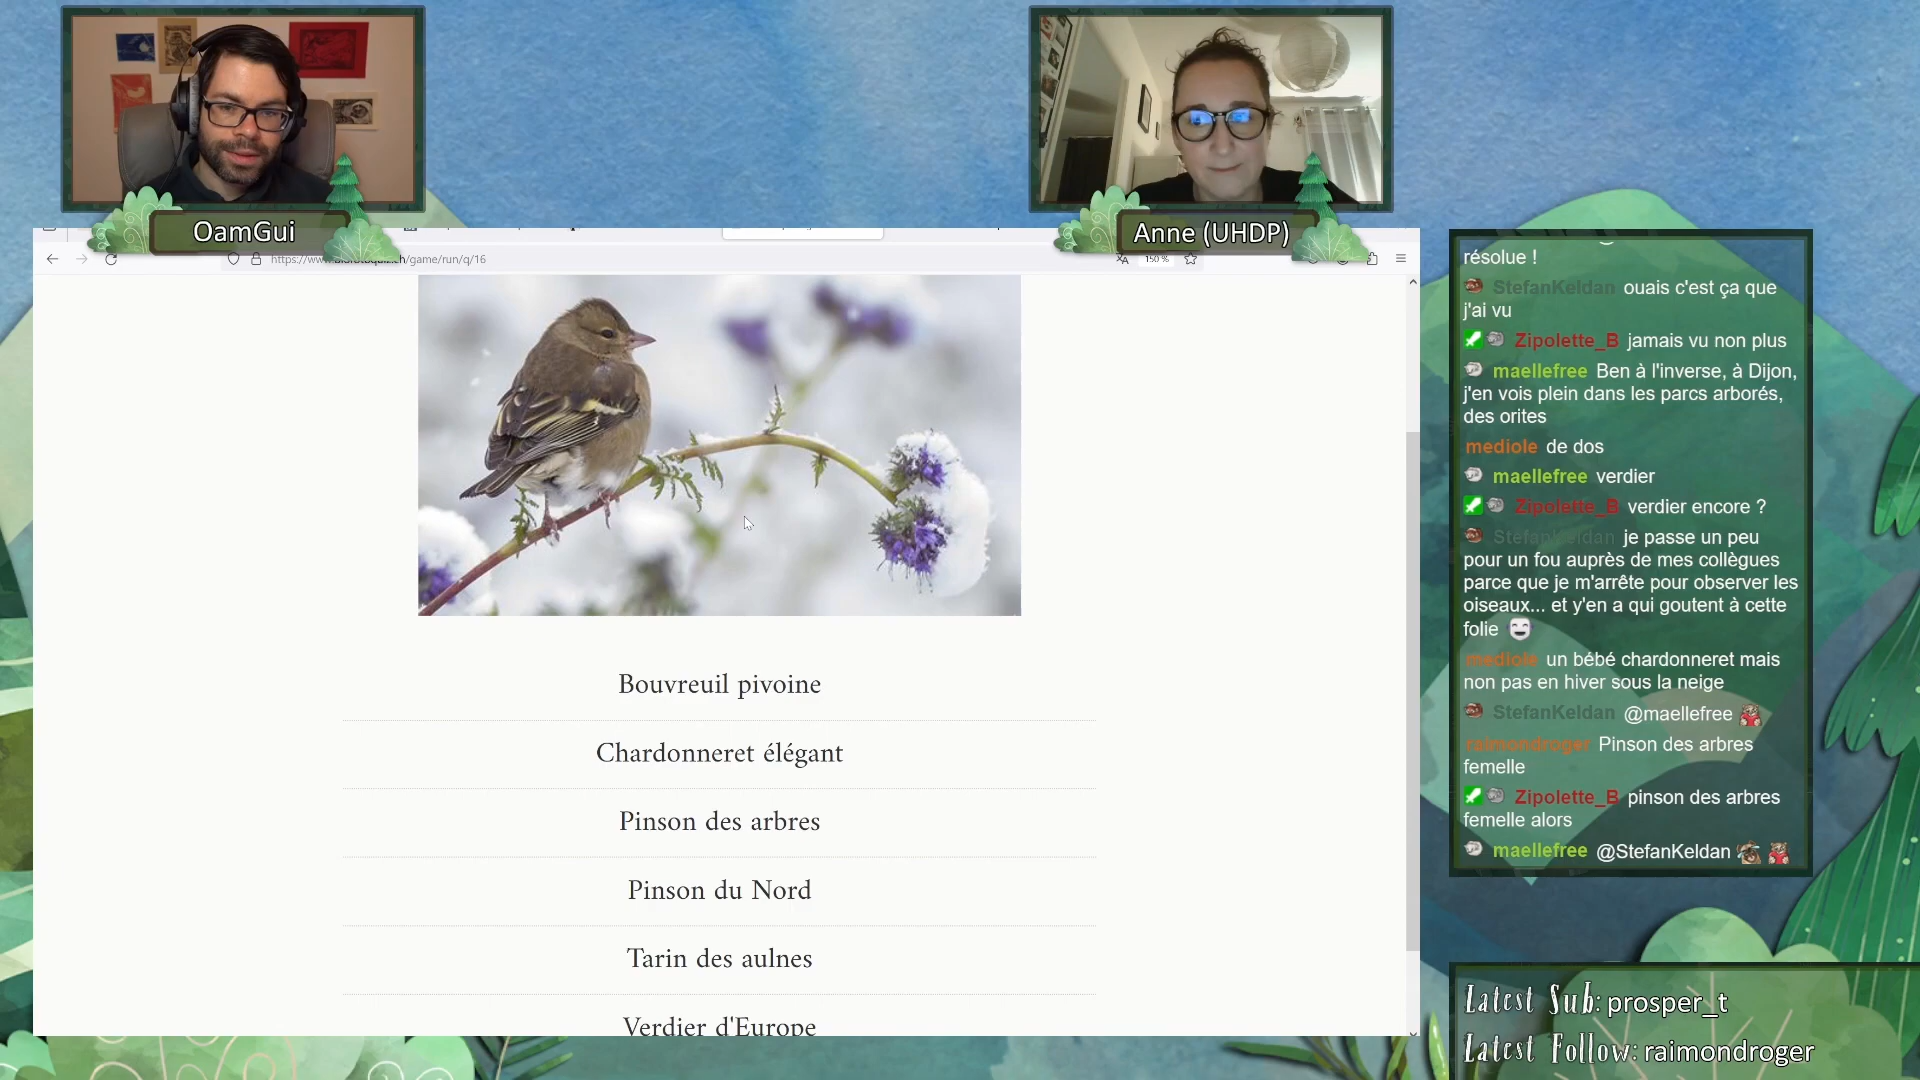 OamGui
Anne (UHDP)
/game/run/q/16
150 %
Bouvreuil pivoine
Chardonneret élégant
Pinson des arbres
Pinson du Nord
Tarin des aulnes
Verdier d'Europe
résolue !
StefanKeldan ouais c'est ça que
j'ai vu
Zipolette_B jamais vu non plus
maellefree Ben à l'inverse, à Dijon,
j'en vois plein dans les parcs arborés,
des orites
mediole de dos
maellefree verdier
Zipolette_B verdier encore ?
StefanKeldan je passe un peu
pour un fou auprès de mes collègues
parce que je m'arrête pour observer les
oiseaux... et y'en a qui goutent à cette
folie
mediole un bébé chardonneret mais
non pas en hiver sous la neige
StefanKeldan @maellefree
raimondroger Pinson des arbres
femelle
Zipolette_B pinson des arbres
femelle alors
maellefree @StefanKeldan
Latest Sub: prosper_t
Latest Follow: raimondroger